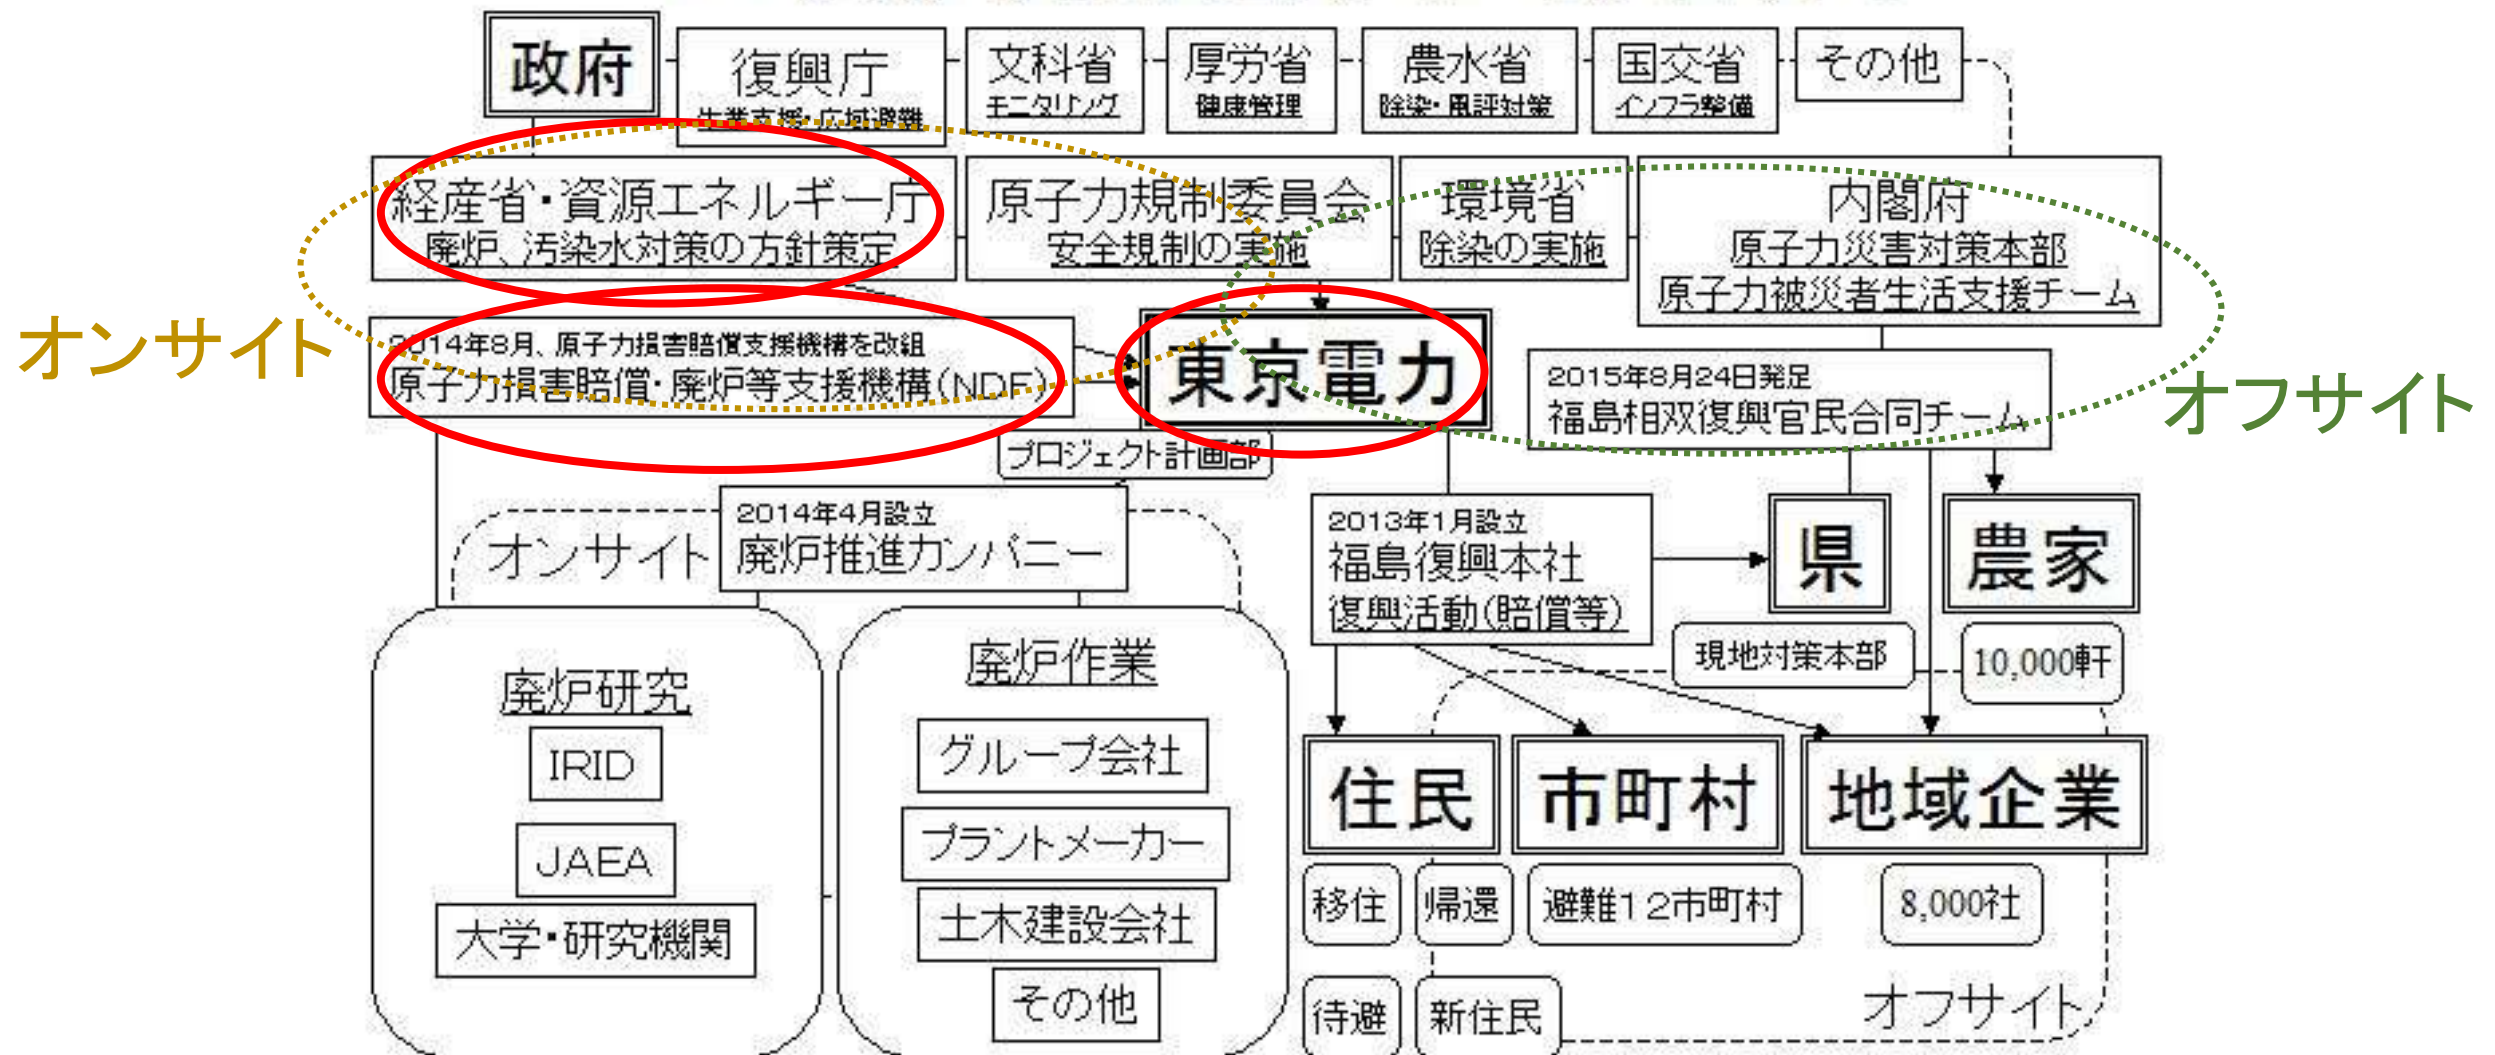 政府
復興庁
生業支援・広域避難
文科省
モニタリング
厚労省
健康管理
農水省
除染・風評対策
国交省
インフラ整備
その他
経産省・資源エネルギー庁
廃炉、汚染水対策の方針策定
原子力規制委員会
安全規制の実施
環境省
除染の実施
内閣府
原子力災害対策本部
原子力被災者生活支援チーム
オンサイト
2014年8月、原子力損害賠償支援機構を改組
原子力損害賠償・廃炉等支援機構(NDF)
東京電力
2015年8月24日発足
福島相双復興官民合同チーム
オフサイト
プロジェクト計画部
オンサイト
2014年4月設立
廃炉推進カンパニー
2013年1月設立
福島復興本社
復興活動(賠償等)
県
農家
現地対策本部
10,000軒
廃炉研究
IRID
JAEA
大学・研究機関
廃炉作業
グループ会社
プラントメーカー
土木建設会社
その他
住民
市町村
地域企業
移住
帰還
避難12市町村
8,000社
待避
新住民
オフサイト